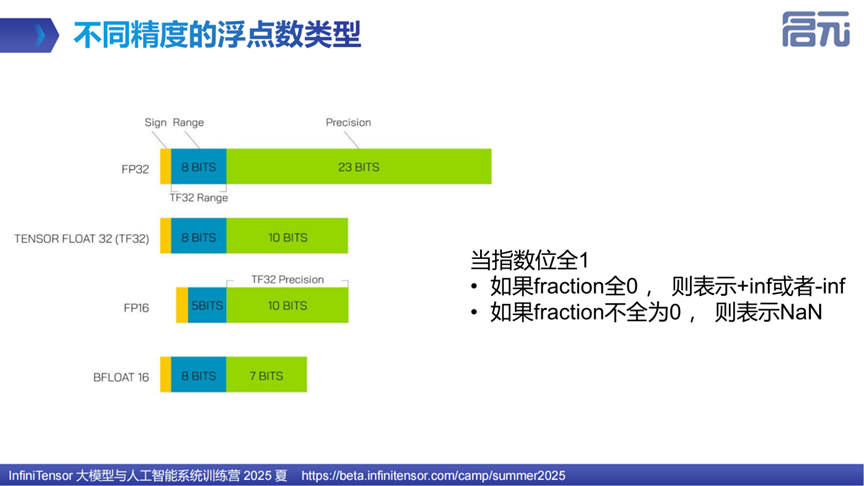 不同精度的浮点数类型
启元
Sign Range Precision
FP32 8 BITS 23 BITS
TF32 Range
TENSOR FLOAT 32 (TF32) 8 BITS 10 BITS
TF32 Precision
FP16 5BITS 10 BITS
BFLOAT 16 8 BITS 7 BITS
当指数位全1
• 如果fraction全0， 则表示+inf或者-inf
• 如果fraction不全为0， 则表示NaN
InfiniTensor 大模型与人工智能系统训练营 2025 夏 https://beta.infinitensor.com/camp/summer2025